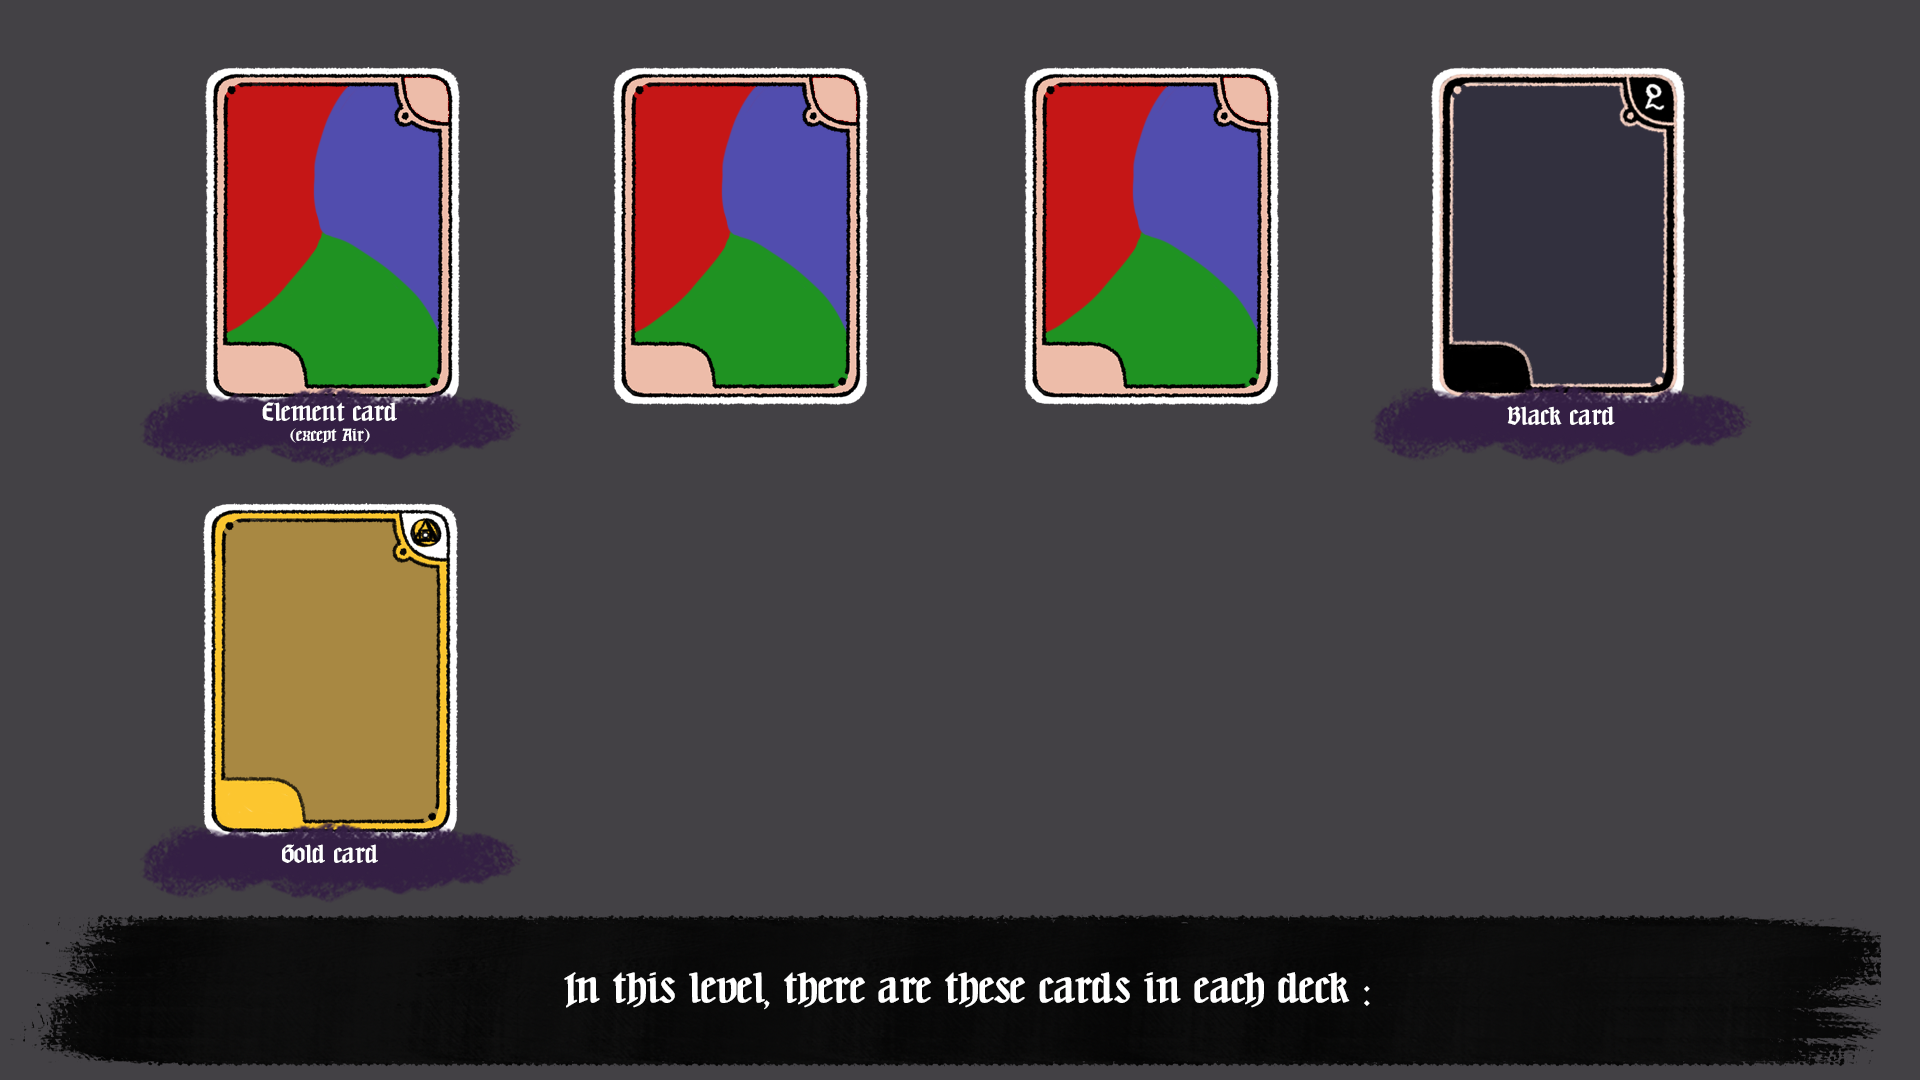 Element card
(except Air)
Black card
Gold card
In this level, there are these cards in each deck :